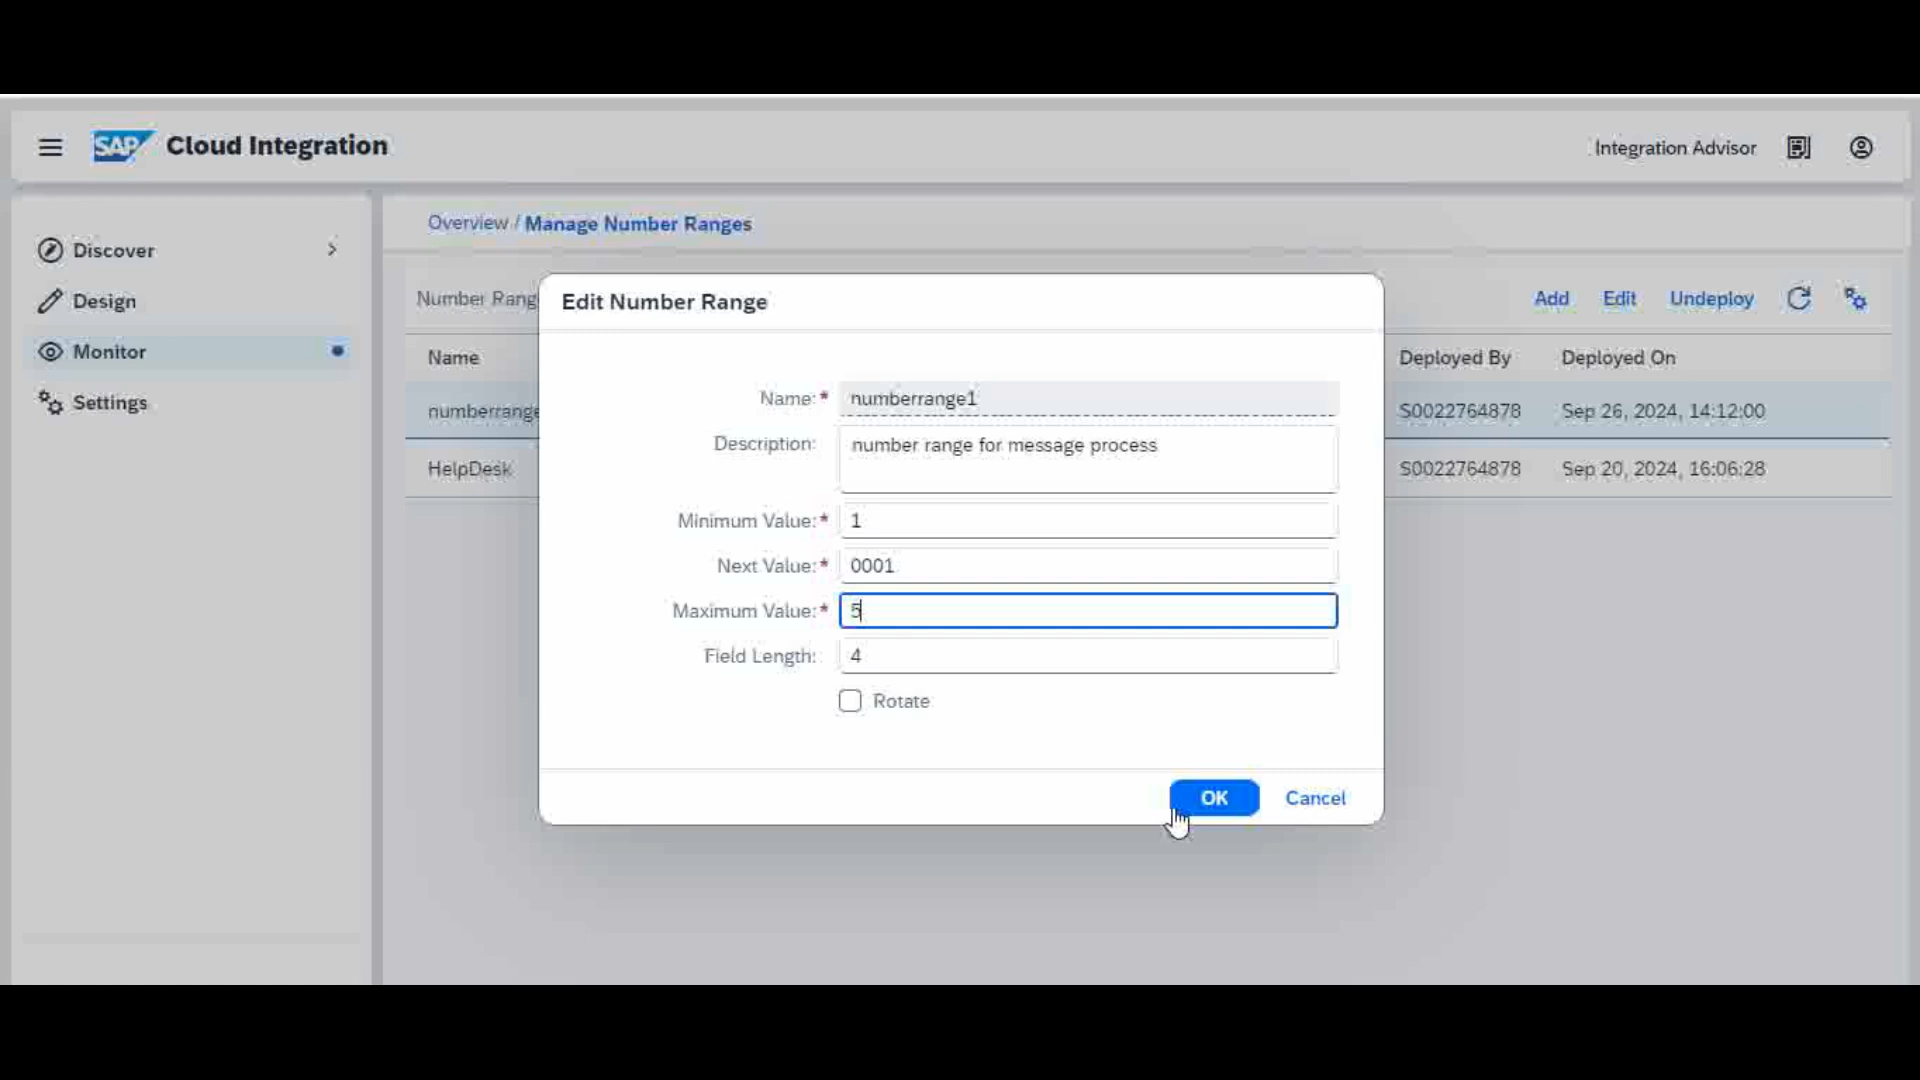 SAP Cloud Integration
Integration Advisor
Discover
Design
Monitor
Settings
Overview / Manage Number Ranges
Add Edit Undeploy
Name Deployed By Deployed On
S0022764878 Sep 26, 2024, 14:12:00
HelpDesk S0022764878 Sep 20, 2024, 16:06:28
Edit Number Range
Name:* numberrange1
Description: number range for message process
Minimum Value:* 1
Next Value:* 0001
Maximum Value:* 5
Field Length: 4
Rotate
OK Cancel